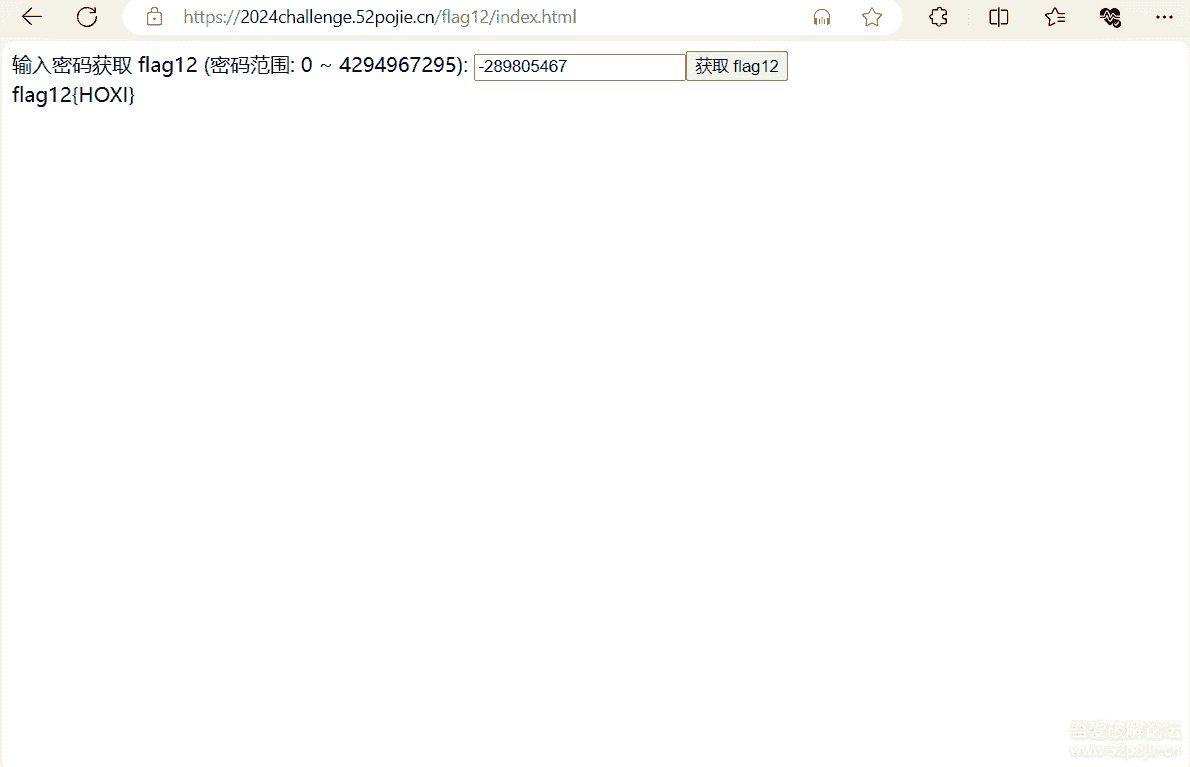 https://2024challenge.52pojie.cn/flag12/index.html
输入密码获取 flag12 (密码范围: 0 ~ 4294967295): -289805467 获取 flag12
flag12{HOXI}
吾爱破解论坛
www.52pojie.cn